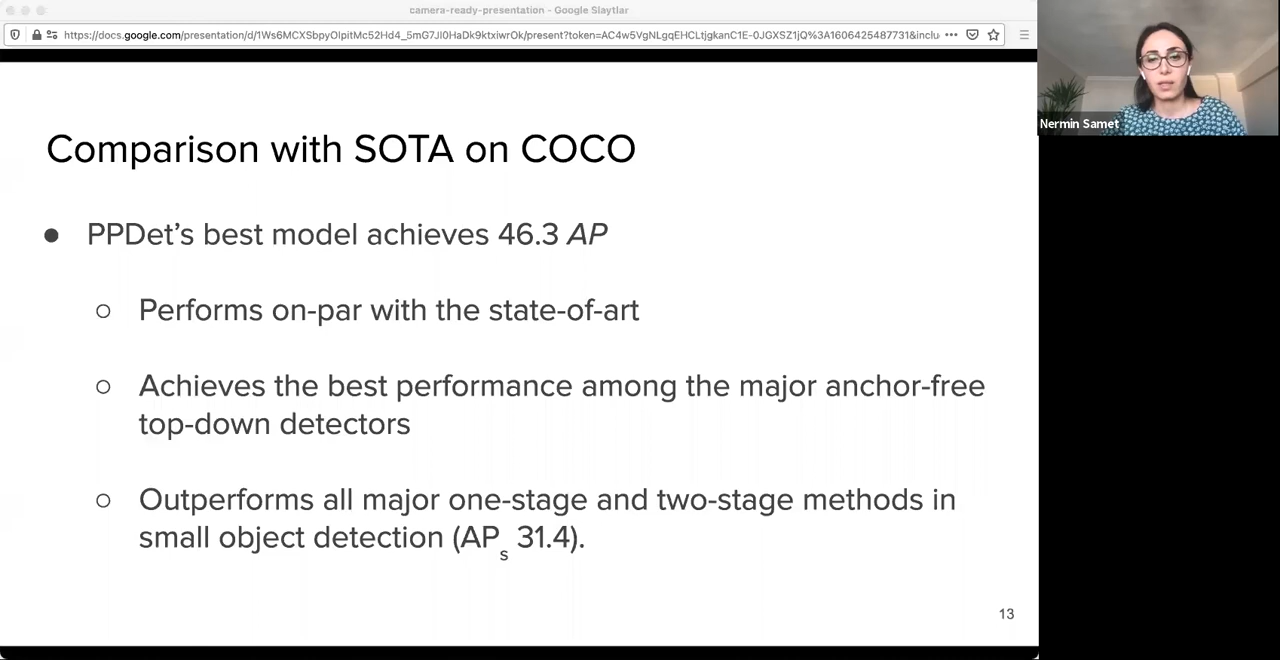 camera-ready-presentation - Google Slaytlar
https://docs.google.com/presentation/d/1Ws6MCXSbpyOIpitMc52Hd4_5mG7JI0HaDk9ktxiwrOk/present?token=AC4w5VgNLgqEHCLtjgkanC1E-0JGXSZ1jQ%3A1606425487731&inclu
Nermin Samet
Comparison with SOTA on COCO
● PPDet's best model achieves 46.3 AP
○ Performs on-par with the state-of-art
○ Achieves the best performance among the major anchor-free
top-down detectors
○ Outperforms all major one-stage and two-stage methods in
small object detection (APs 31.4).
13